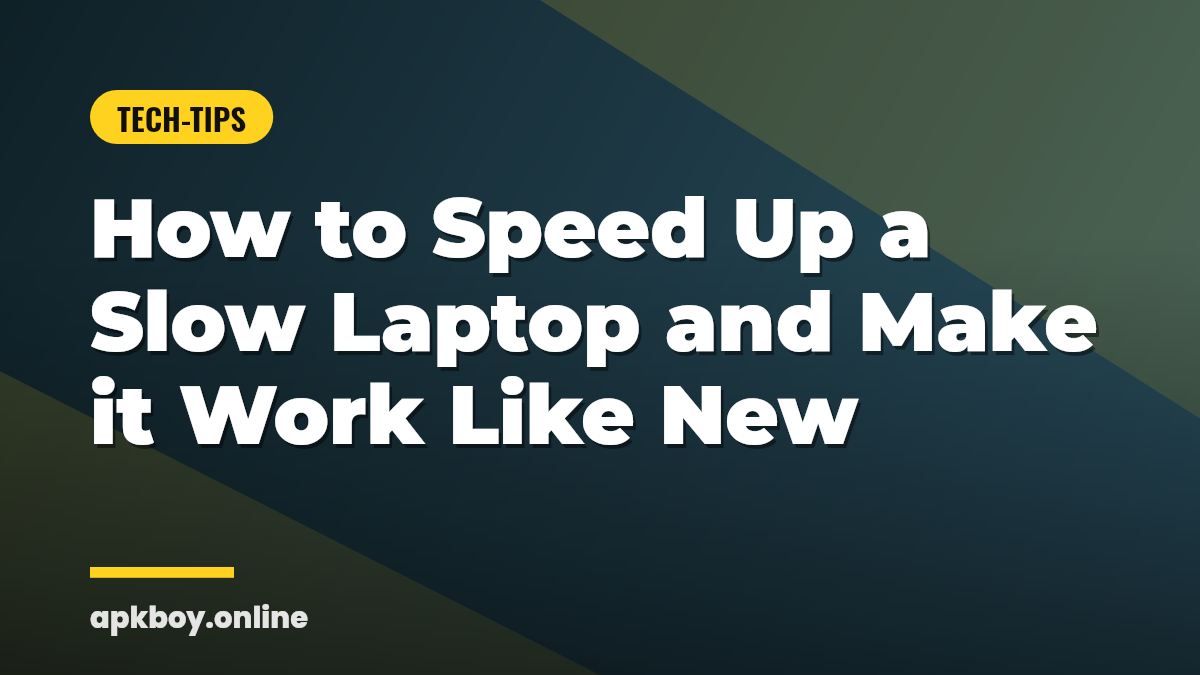 TECH-TIPS
How to Speed Up a
Slow Laptop and Make
it Work Like New
apkboy.online